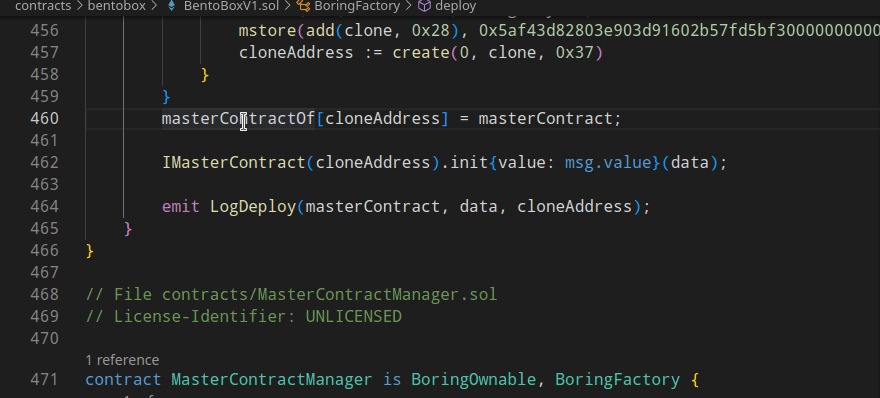 contracts > bentobox > BentoBoxV1.sol > BoringFactory > deploy
456 mstore(add(clone, 0x28), 0x5af43d82803e903d91602b57fd5bf30000000000
457 cloneAddress := create(0, clone, 0x37)
458 }
459 }
460 masterContractOf[cloneAddress] = masterContract;
461
462 IMasterContract(cloneAddress).init{value: msg.value}(data);
463
464 emit LogDeploy(masterContract, data, cloneAddress);
465 }
466 }
467
468 // File contracts/MasterContractManager.sol
469 // License-Identifier: UNLICENSED
470
1 reference
471 contract MasterContractManager is BoringOwnable, BoringFactory {